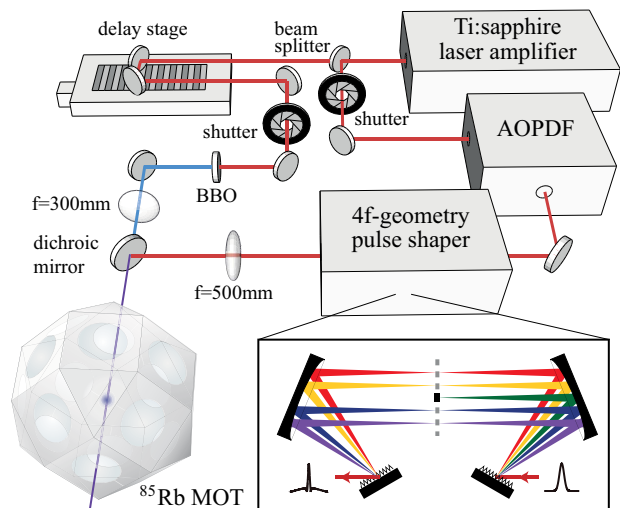 delay stage
beam
splitter
Ti:sapphire
laser amplifier
shutter
shutter
AOPDF
BBO
f=300mm
4f-geometry
pulse shaper
dichroic
mirror
f=500mm
85Rb MOT